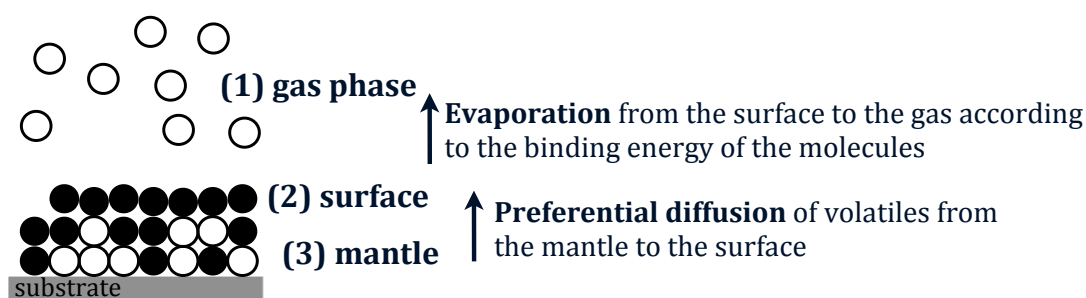 (1) gas phase
Evaporation from the surface to the gas according
to the binding energy of the molecules
(2) surface
Preferential diffusion of volatiles from
the mantle to the surface
(3) mantle
substrate